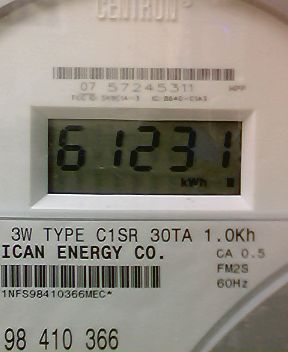 CENTRON®
07 57245311
61231
kWh
3W TYPE C1SR 30TA 1.0Kh
ICAN ENERGY CO.
CA 0.5
FM2S
60Hz
1NFS98410366MEC*
98 410 366